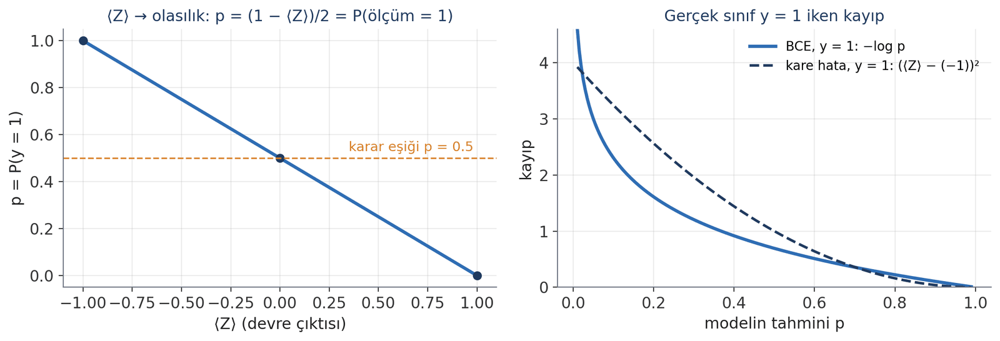 ⟨Z⟩ → olasılık: p = (1 − ⟨Z⟩)/2 = P(ölçüm = 1)
p = P(y = 1)
1.0
0.8
0.6
0.4
0.2
0.0
karar eşiği p = 0.5
−1.00 −0.75 −0.50 −0.25 0.00 0.25 0.50 0.75 1.00
⟨Z⟩ (devre çıktısı)
Gerçek sınıf y = 1 iken kayıp
BCE, y = 1: −log p
kare hata, y = 1: (⟨Z⟩ − (−1))²
kayıp
4
3
2
1
0
0.0 0.2 0.4 0.6 0.8 1.0
modelin tahmini p